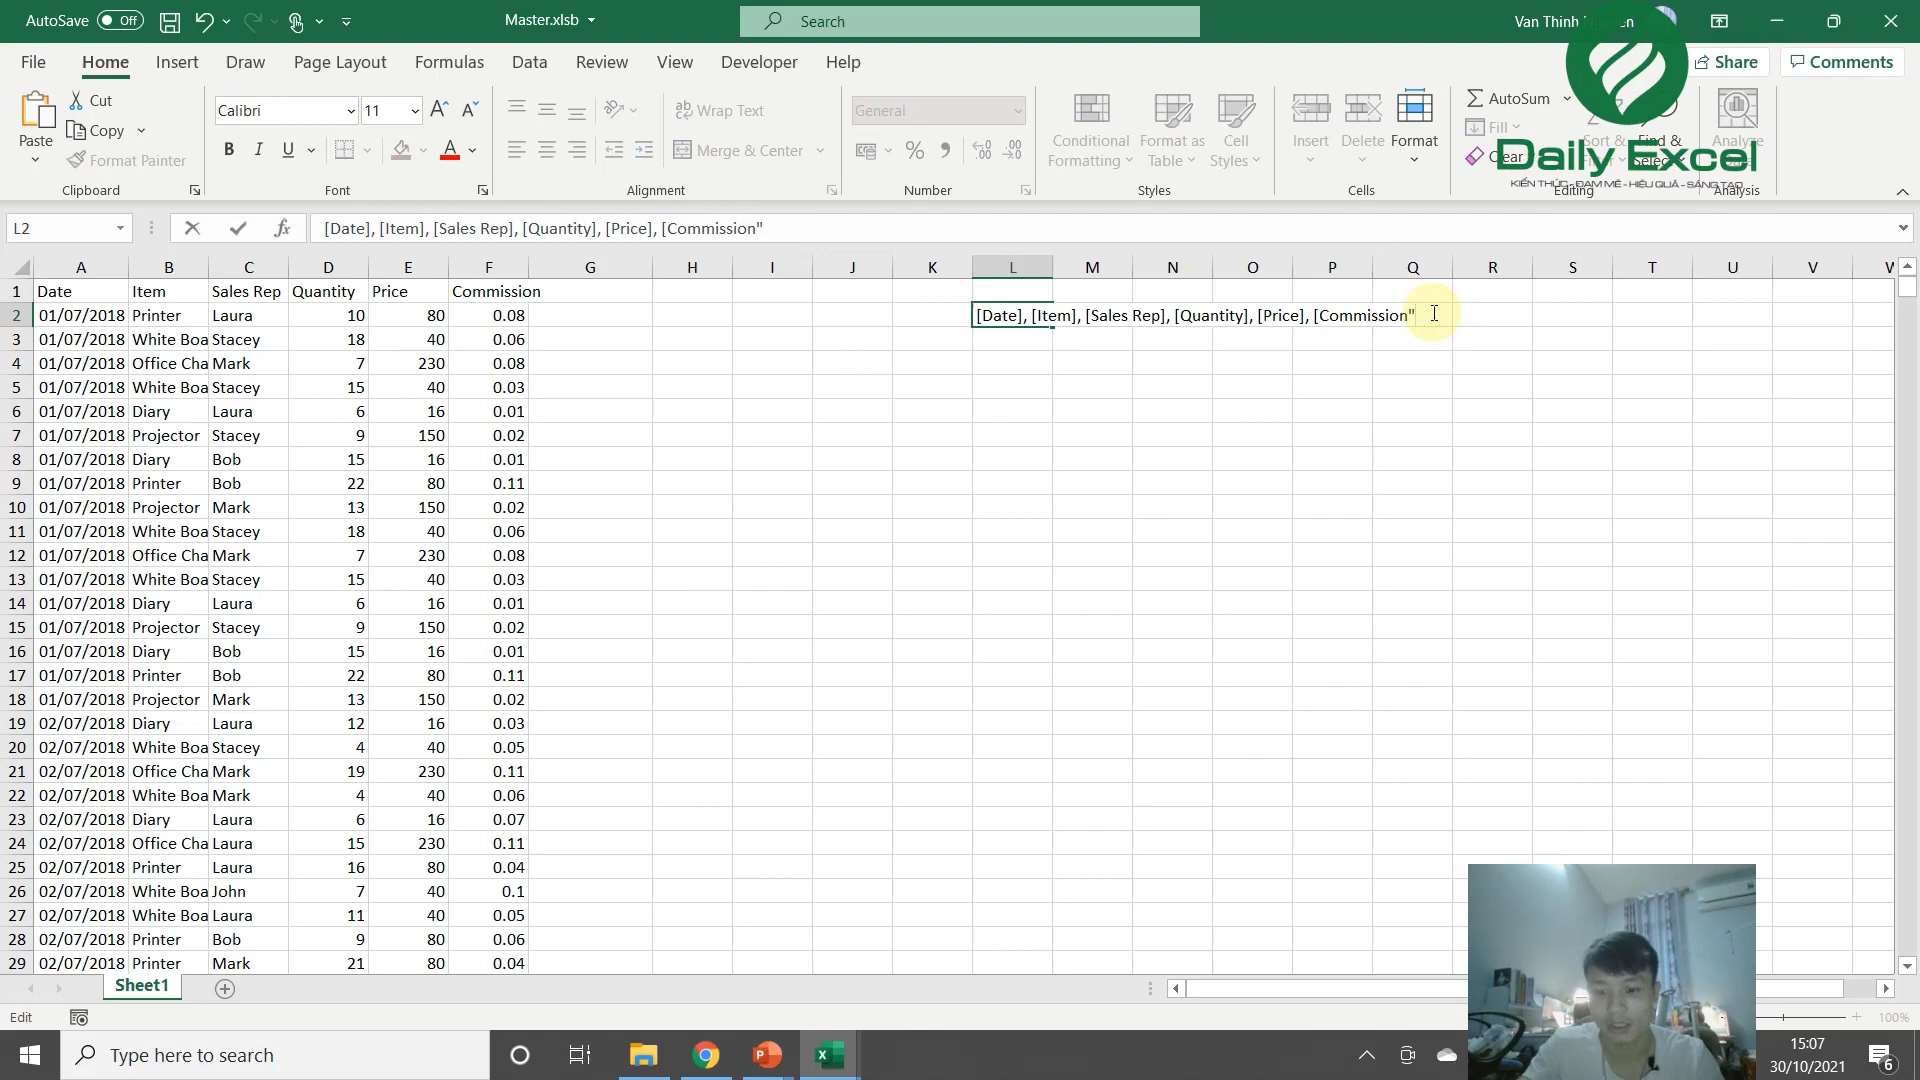 AutoSave Off Master.xlsb Search Van Thinh
File Home Insert Draw Page Layout Formulas Data Review View Developer Help Share Comments
Paste Cut Copy Format Painter Clipboard
Calibri 11 B I U A Font
Wrap Text Merge & Center Alignment
General % Number
Conditional Formatting Format as Table Cell Styles Styles
Insert Delete Format Cells
AutoSum Fill Clear Sort & Find & Select Editing
Analyze Analysis
Daily Excel
KIẾN THỨC - ĐAM MÊ - HIỆU QUẢ - SÁNG TẠO
L2 fx [Date], [Item], [Sales Rep], [Quantity], [Price], [Commission"
A B C D E F G H I J K L M N O P Q R S T U V W
1 Date Item Sales Rep Quantity Price Commission
2 01/07/2018 Printer Laura 10 80 0.08 [Date], [Item], [Sales Rep], [Quantity], [Price], [Commission"
3 01/07/2018 White Boa Stacey 18 40 0.06
4 01/07/2018 Office Cha Mark 7 230 0.08
5 01/07/2018 White Boa Stacey 15 40 0.03
6 01/07/2018 Diary Laura 6 16 0.01
7 01/07/2018 Projector Stacey 9 150 0.02
8 01/07/2018 Diary Bob 15 16 0.01
9 01/07/2018 Printer Bob 22 80 0.11
10 01/07/2018 Projector Mark 13 150 0.02
11 01/07/2018 White Boa Stacey 18 40 0.06
12 01/07/2018 Office Cha Mark 7 230 0.08
13 01/07/2018 White Boa Stacey 15 40 0.03
14 01/07/2018 Diary Laura 6 16 0.01
15 01/07/2018 Projector Stacey 9 150 0.02
16 01/07/2018 Diary Bob 15 16 0.01
17 01/07/2018 Printer Bob 22 80 0.11
18 01/07/2018 Projector Mark 13 150 0.02
19 02/07/2018 Diary Laura 12 16 0.03
20 02/07/2018 White Boa Stacey 4 40 0.05
21 02/07/2018 Office Cha Mark 19 230 0.11
22 02/07/2018 White Boa Mark 4 40 0.06
23 02/07/2018 Diary Laura 6 16 0.07
24 02/07/2018 Office Cha Laura 15 230 0.11
25 02/07/2018 Printer Laura 16 80 0.04
26 02/07/2018 White Boa John 7 40 0.1
27 02/07/2018 White Boa Laura 11 40 0.05
28 02/07/2018 Printer Bob 9 80 0.06
29 02/07/2018 Printer Mark 21 80 0.04
Sheet1
Edit 100%
Type here to search 15:07
30/10/2021 6